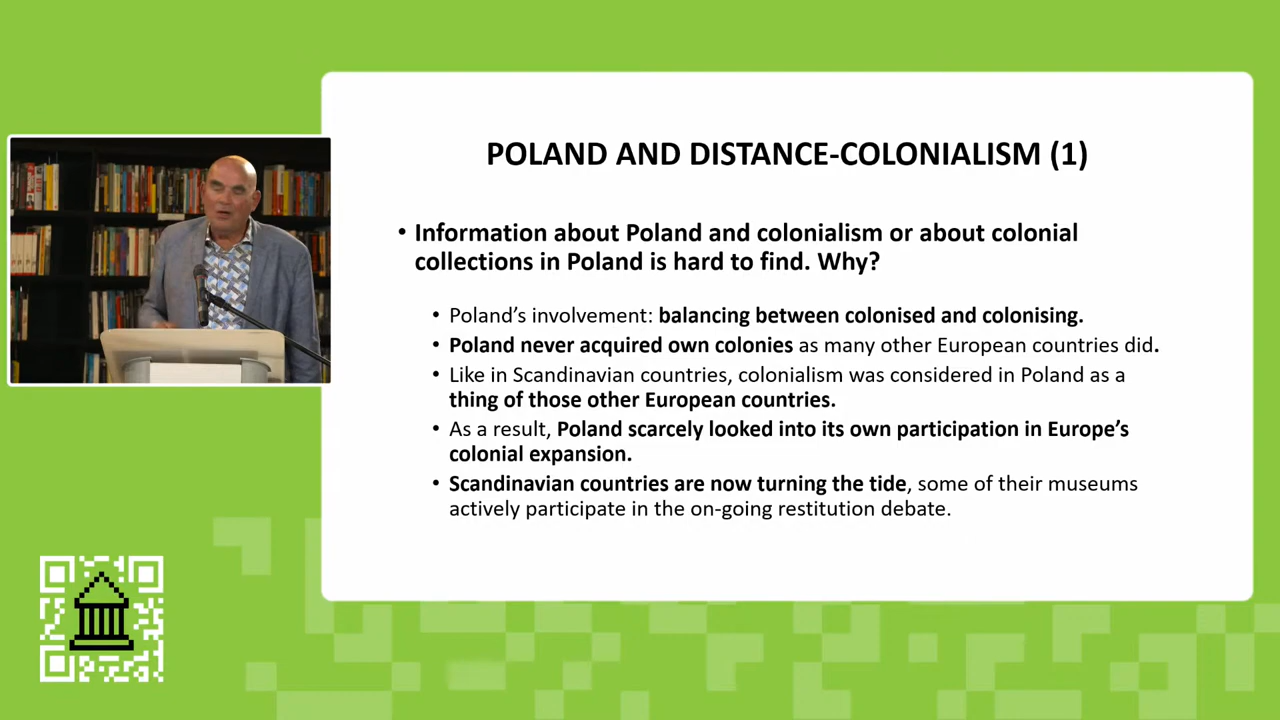 POLAND AND DISTANCE-COLONIALISM (1)
• Information about Poland and colonialism or about colonial
collections in Poland is hard to find. Why?
• Poland’s involvement: balancing between colonised and colonising.
• Poland never acquired own colonies as many other European countries did.
• Like in Scandinavian countries, colonialism was considered in Poland as a
thing of those other European countries.
• As a result, Poland scarcely looked into its own participation in Europe’s
colonial expansion.
• Scandinavian countries are now turning the tide, some of their museums
actively participate in the on-going restitution debate.